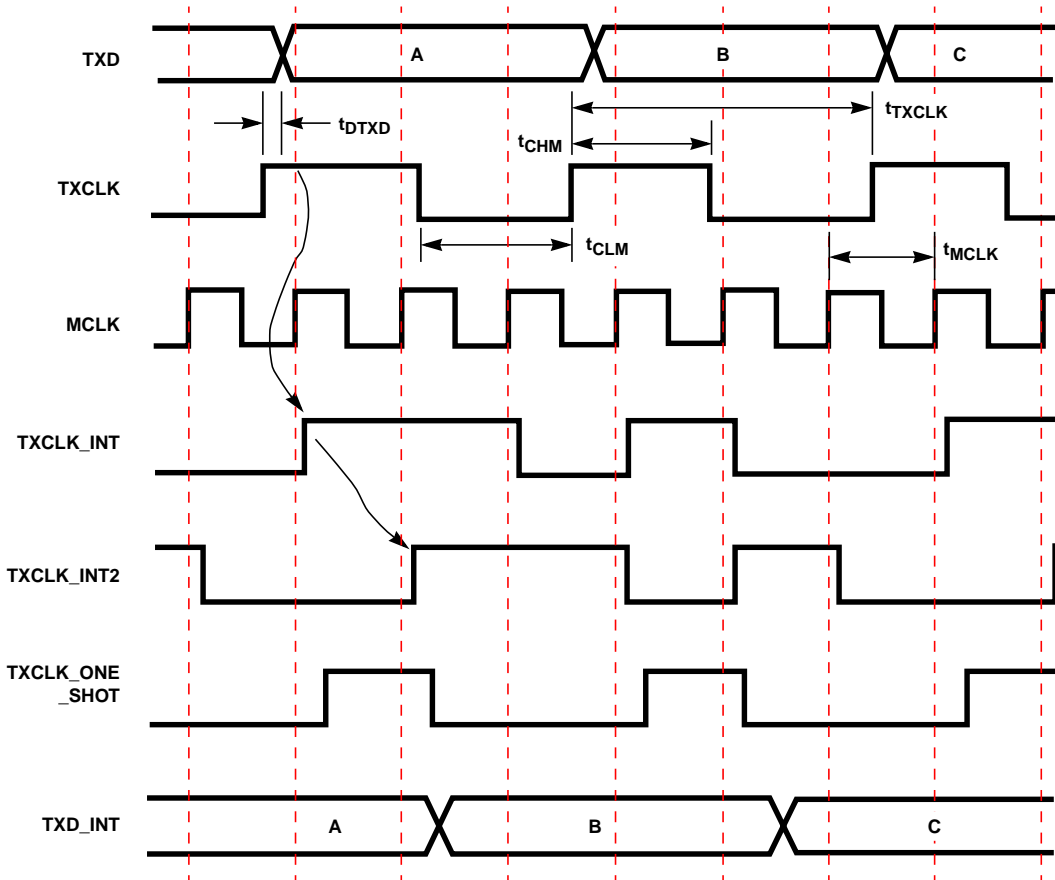 TXD
A
B
C
tDTXD
tCHM
tTXCLK
TXCLK
tCLM
tMCLK
MCLK
TXCLK_INT
TXCLK_INT2
TXCLK_ONE
_SHOT
TXD_INT
A
B
C